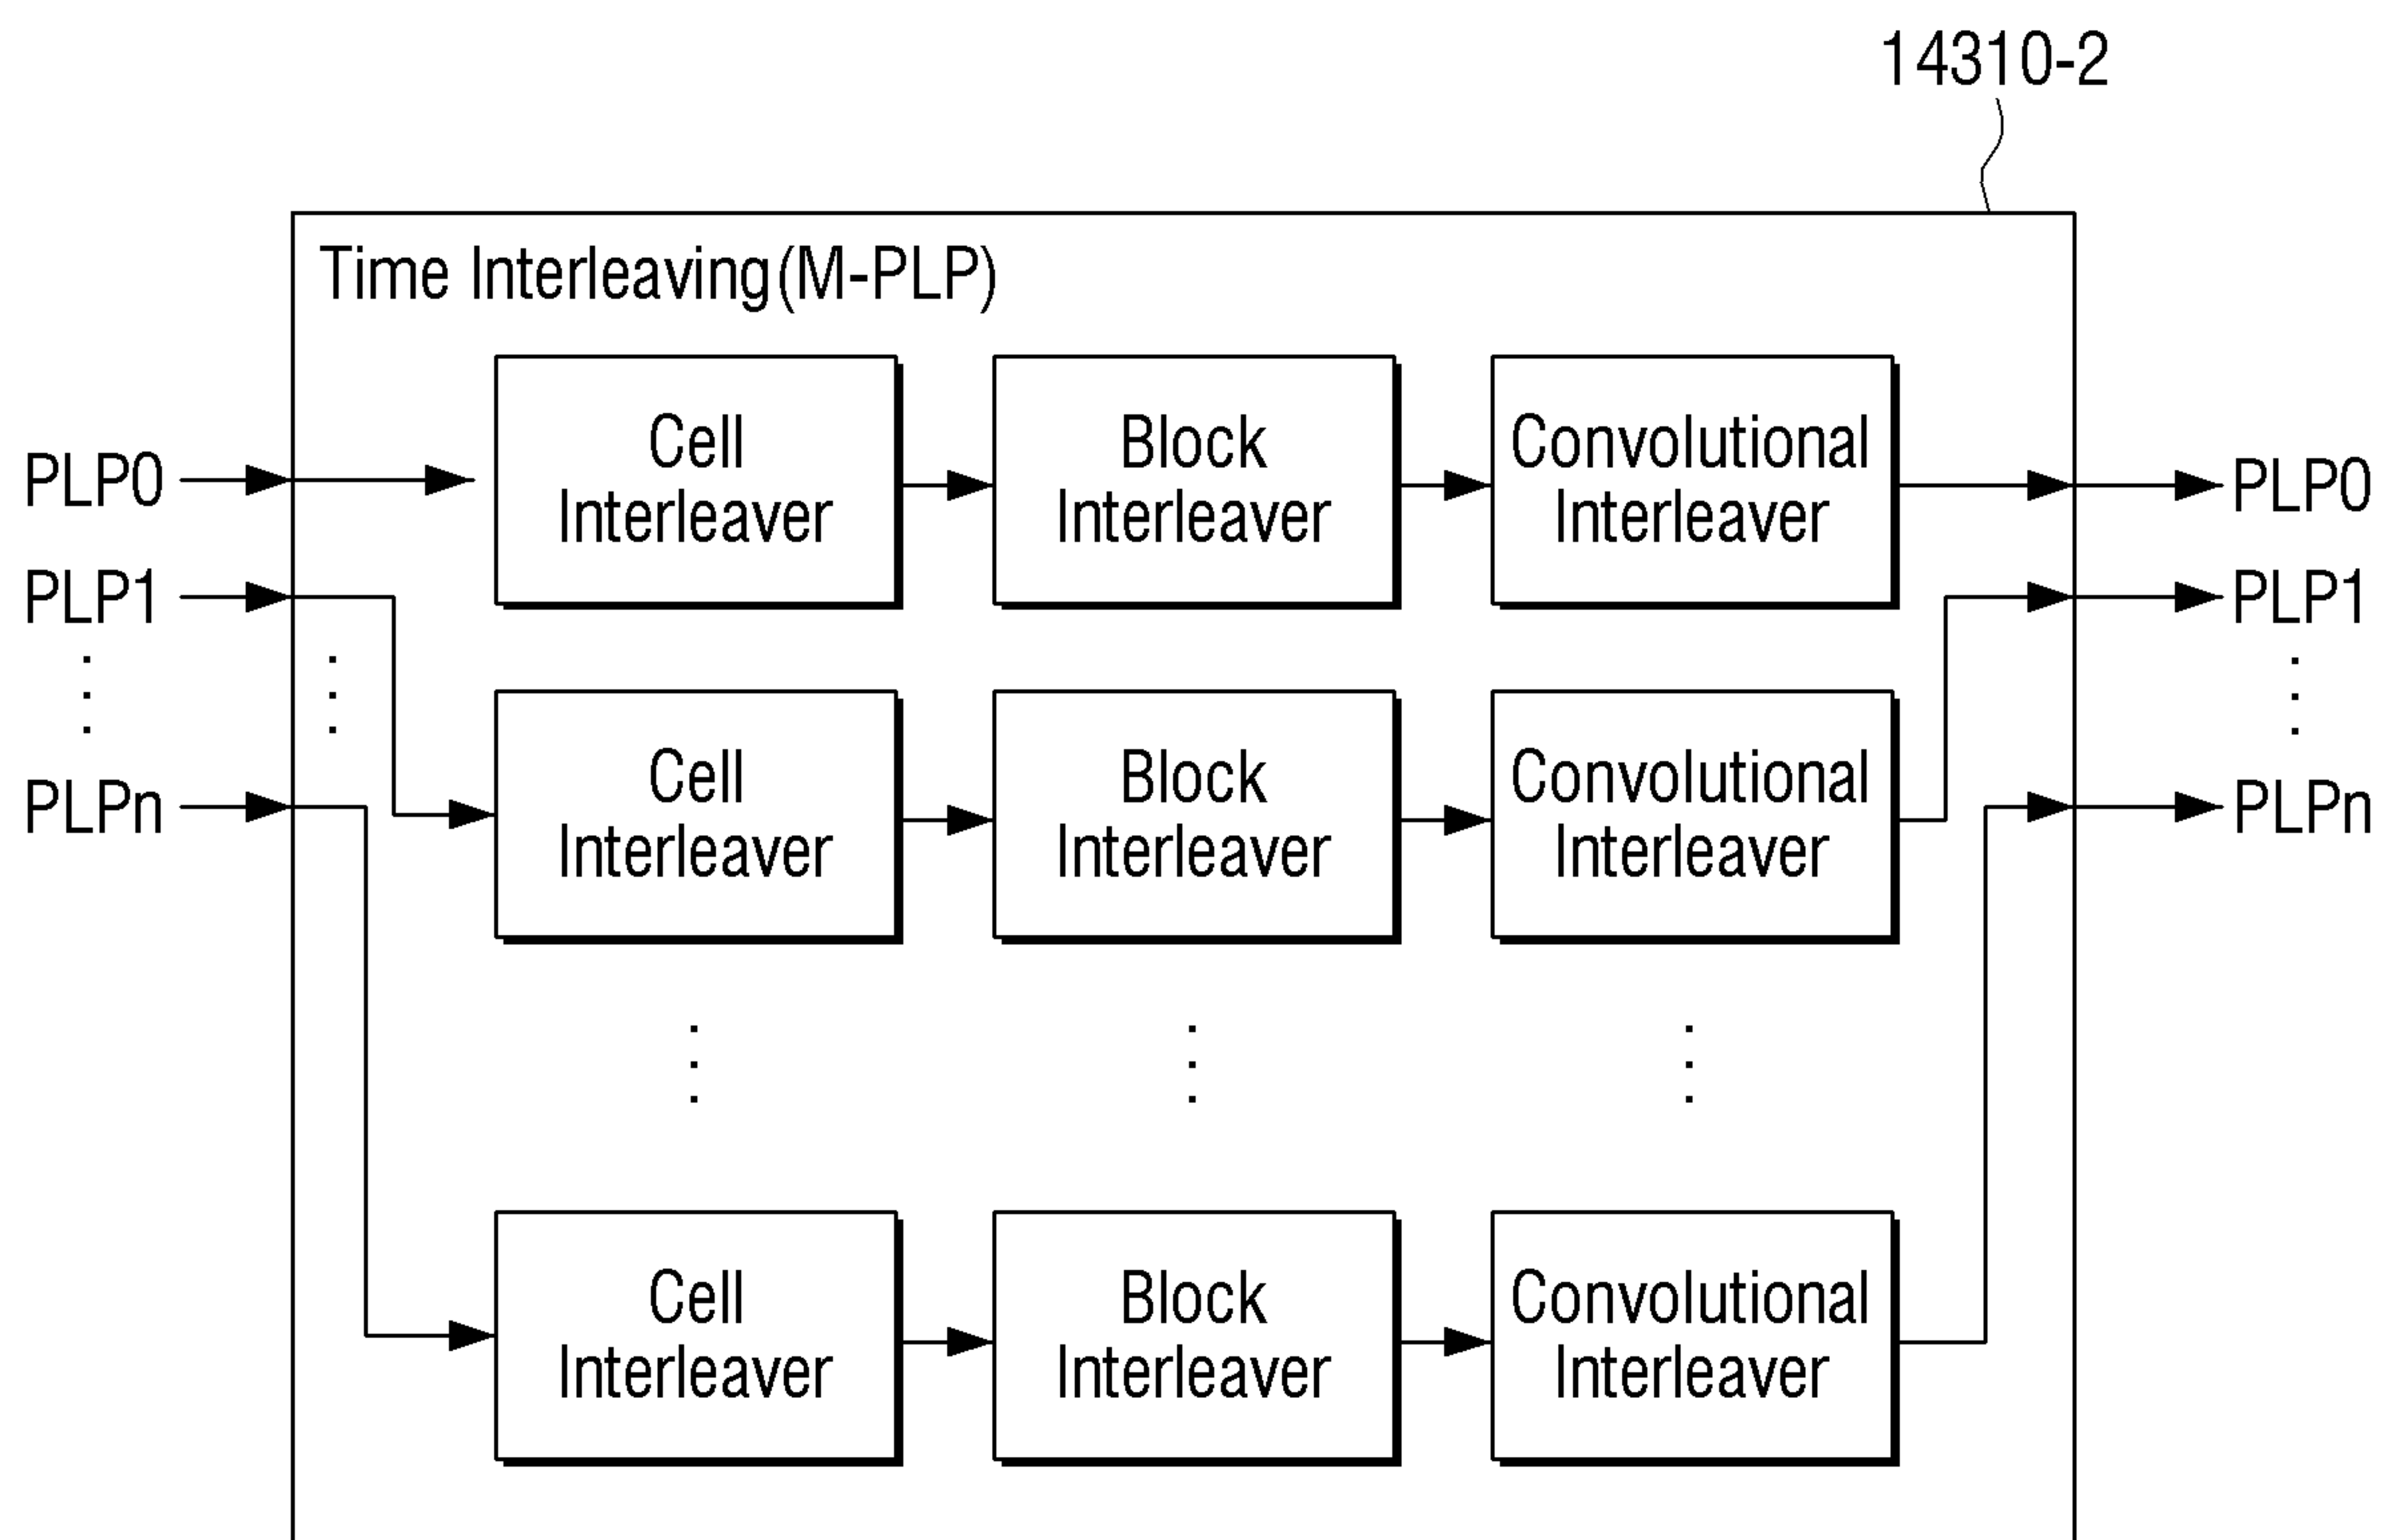 14310-2
Time Interleaving(M-PLP)
Cell
Interleaver
Block
Interleaver
Convolutional
Interleaver
PLP0
PLP0
PLP1
PLP1
Cell
Interleaver
Block
Interleaver
Convolutional
Interleaver
PLPn
PLPn
Cell
Interleaver
Block
Interleaver
Convolutional
Interleaver